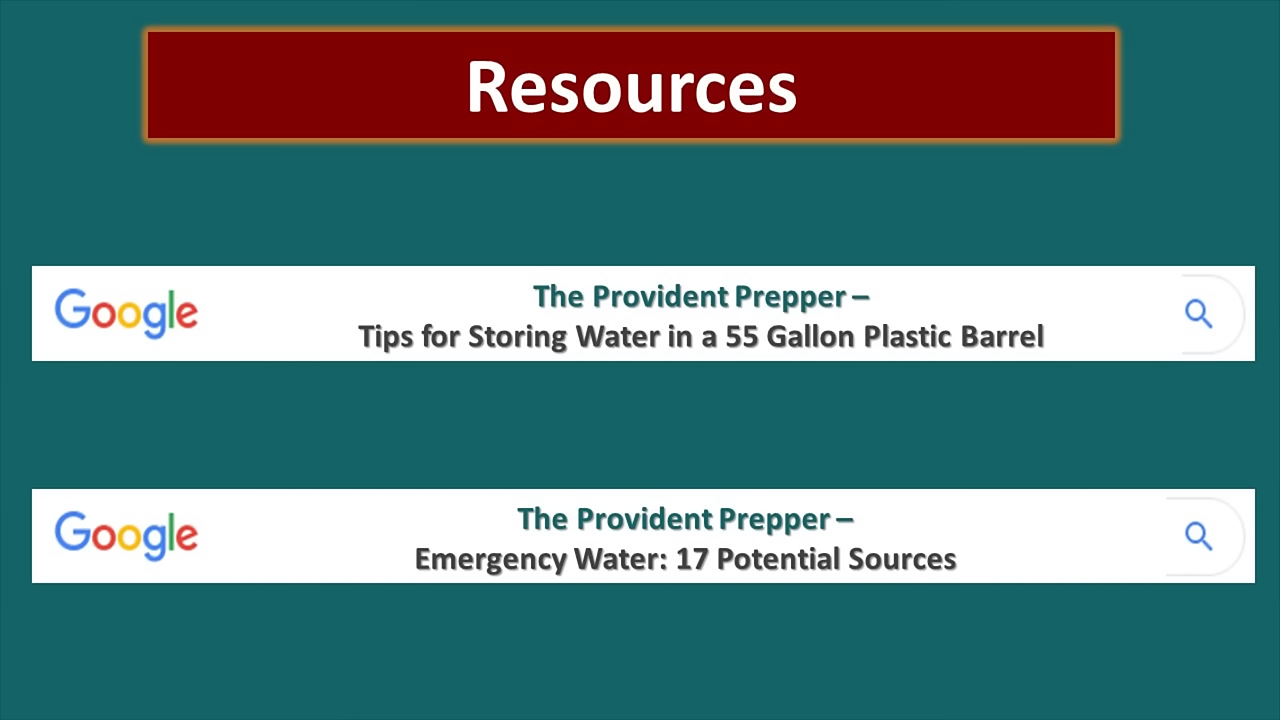 Resources
Google
The Provident Prepper –
Tips for Storing Water in a 55 Gallon Plastic Barrel
Google
The Provident Prepper –
Emergency Water: 17 Potential Sources